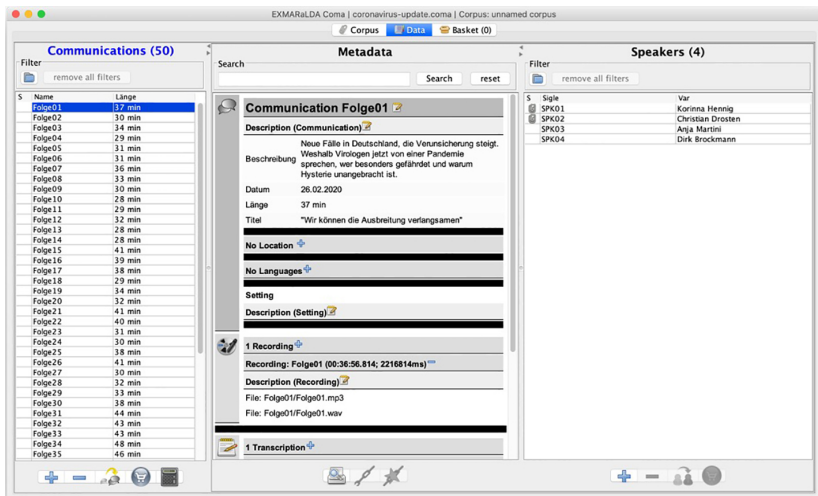 EXMARaLDA Coma | coronavirus-update.coma | Corpus: unnamed corpus
Corpus Data Basket (0)
Communications (50)
Filter
remove all filters
S Name Länge
Folge01 37 min
Folge02 30 min
Folge03 34 min
Folge04 29 min
Folge05 31 min
Folge06 31 min
Folge07 36 min
Folge08 33 min
Folge09 30 min
Folge10 28 min
Folge11 29 min
Folge12 32 min
Folge13 28 min
Folge14 28 min
Folge15 41 min
Folge16 39 min
Folge17 38 min
Folge18 29 min
Folge19 34 min
Folge20 32 min
Folge21 41 min
Folge22 40 min
Folge23 31 min
Folge24 30 min
Folge25 38 min
Folge26 41 min
Folge27 30 min
Folge28 32 min
Folge29 33 min
Folge30 38 min
Folge31 44 min
Folge32 43 min
Folge33 43 min
Folge34 48 min
Folge35 46 min
Metadata
Search
Search reset
Communication Folge01
Description (Communication)
Beschreibung Neue Fälle in Deutschland, die Verunsicherung steigt.
Weshalb Virologen jetzt von einer Pandemie
sprechen, wer besonders gefährdet und warum
Hysterie unangebracht ist.
Datum 26.02.2020
Länge 37 min
Titel "Wir können die Ausbreitung verlangsamen"
No Location
No Languages
Setting
Description (Setting)
1 Recording
Recording: Folge01 (00:36:56.814; 2216814ms)
Description (Recording)
File: Folge01/Folge01.mp3
File: Folge01/Folge01.wav
1 Transcription
Speakers (4)
Filter
remove all filters
S Sigle Var
SPK01 Korinna Hennig
SPK02 Christian Drosten
SPK03 Anja Martini
SPK04 Dirk Brockmann